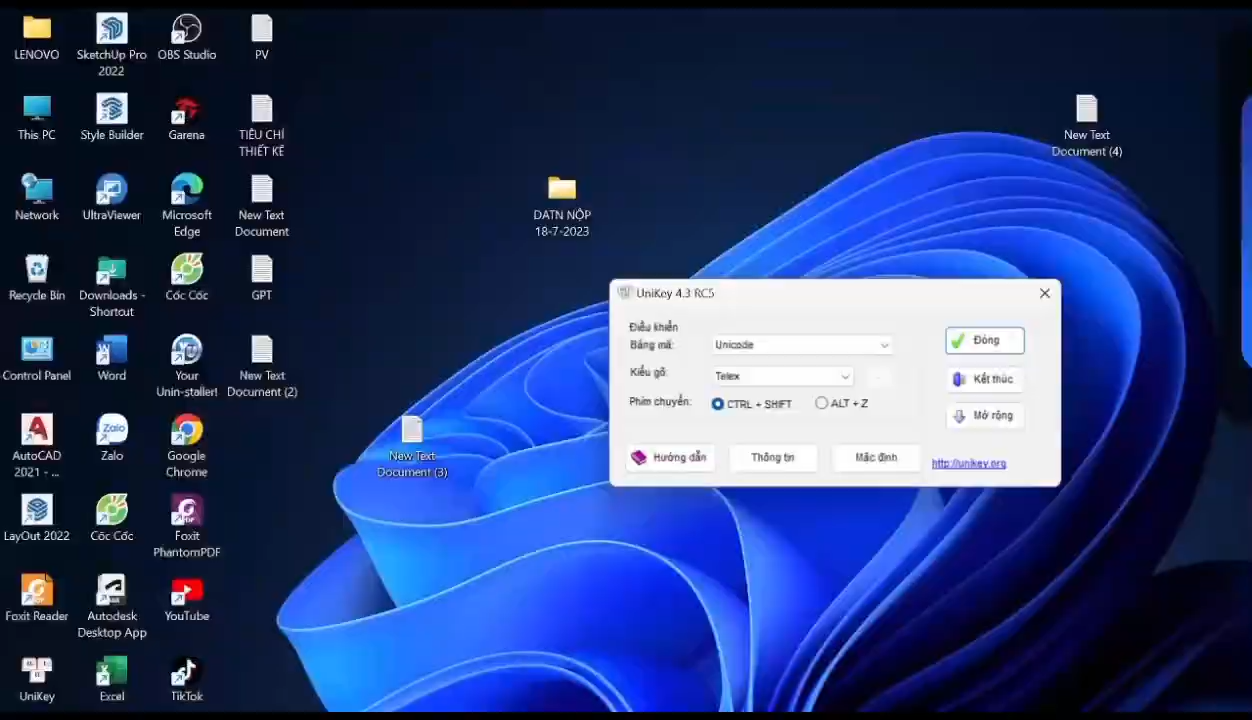 LENOVO
SketchUp Pro
2022
OBS Studio
PV
This PC
Style Builder
Garena
TIÊU CHÍ
THIẾT KẾ
New Text
Document (4)
Network
UltraViewer
Microsoft
Edge
New Text
Document
DATN NỘP
18-7-2023
Recycle Bin
Downloads -
Shortcut
Cốc Cốc
GPT
Control Panel
Word
Your
Unin-staller!
New Text
Document (2)
AutoCAD
2021 - ...
Zalo
Zalo
Google
Chrome
New Text
Document (3)
LayOut 2022
Cốc Cốc
Foxit
PhantomPDF
Foxit Reader
Autodesk
Desktop App
YouTube
UniKey
Excel
TikTok
UniKey 4.3 RC5
Điều khiển
Bảng mã:
Unicode
Đóng
Kiểu gõ:
Telex
...
Kết thúc
Phím chuyển:
CTRL + SHIFT
ALT + Z
Mở rộng
Hướng dẫn
Thông tin
Mặc định
http://unikey.org